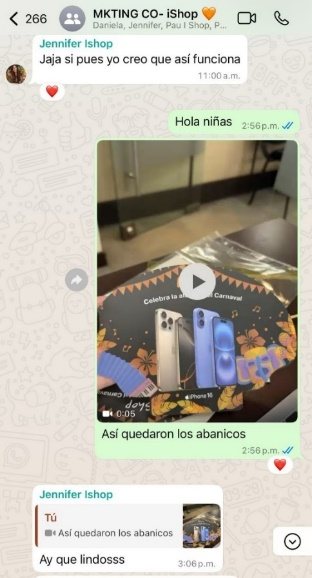 266
MKTING CO- iShop 🧡
Daniela, Jennifer, Pau I Shop, P...
Jennifer Ishop
Jaja si pues yo creo que así funciona
11:00 a.m.
Hola niñas
2:56 p.m.
Celebra la Carnaval
iPhone 16
days
0:05
Así quedaron los abanicos
2:56 p.m.
Jennifer Ishop
Tú
Así quedaron los abanicos
Ay que lindosss
3:06 p.m.